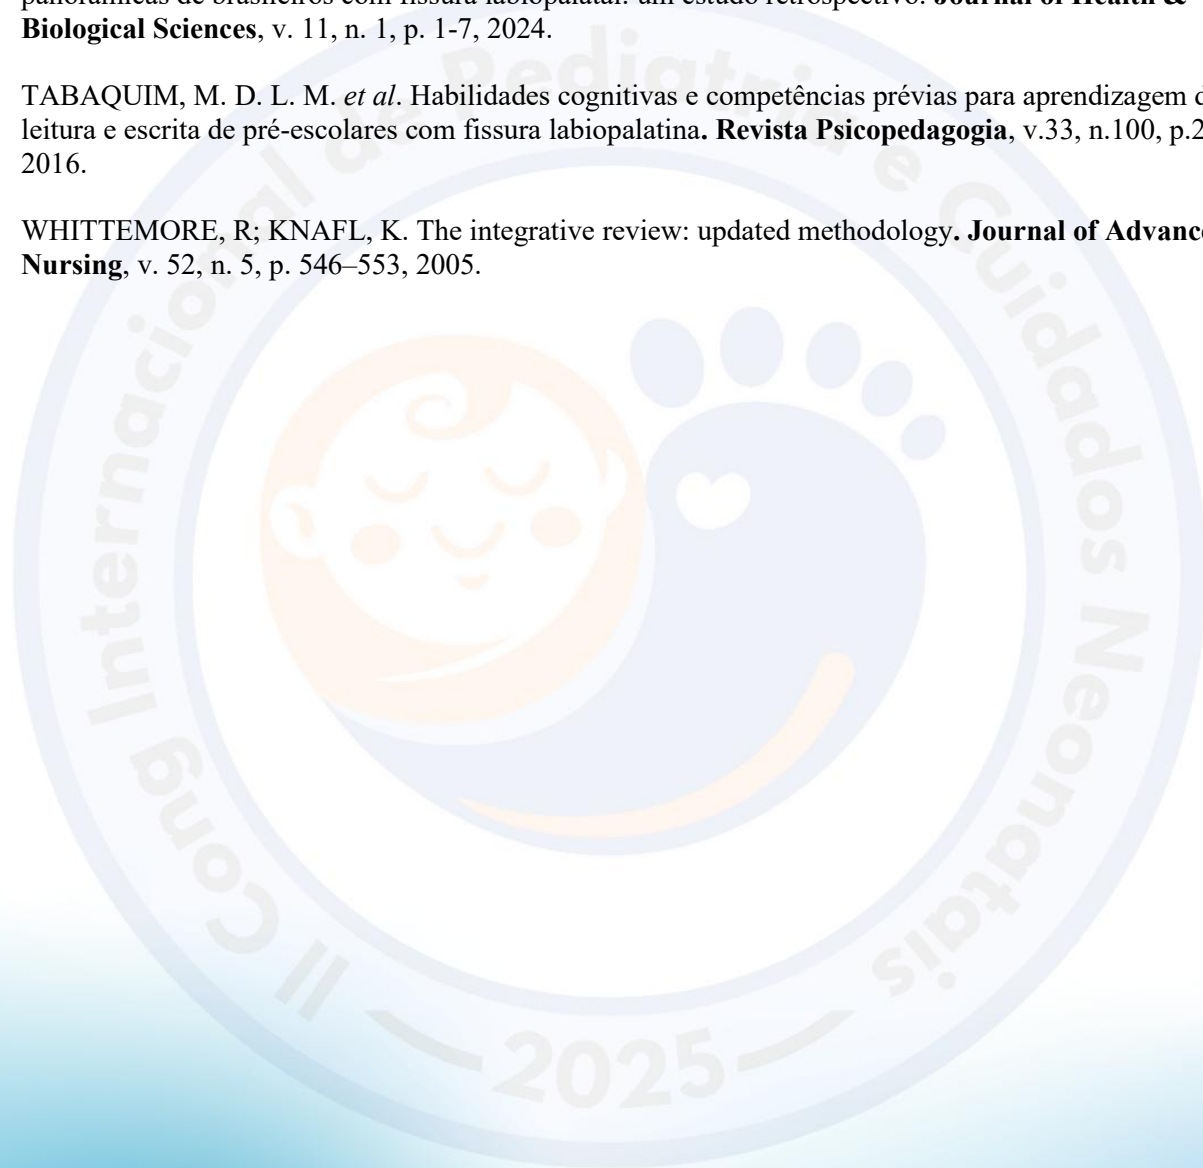 panorâmicas de brasileiros com fissura labiopalatal: um estudo retrospectivo. Journal of Health &
Biological Sciences, v. 11, n. 1, p. 1-7, 2024.
TABAQUIM, M. D. L. M. et al. Habilidades cognitivas e competências prévias para aprendizagem d
leitura e escrita de pré-escolares com fissura labiopalatina. Revista Psicopedagogia, v.33, n.100, p.2
2016.
WHITTEMORE, R; KNAFL, K. The integrative review: updated methodology. Journal of Advance
Nursing, v. 52, n. 5, p. 546–553, 2005.
II Cong Internacional de Pediatria e Cuidados Neonatais
2025